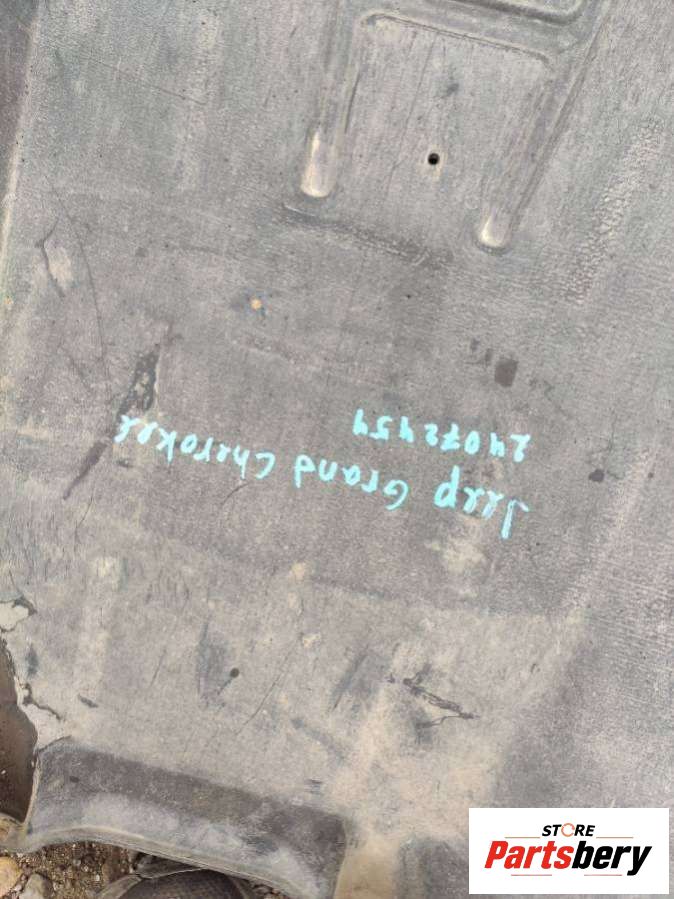 Jeep Grand Cherokee
24072454
STORE
Partsbery